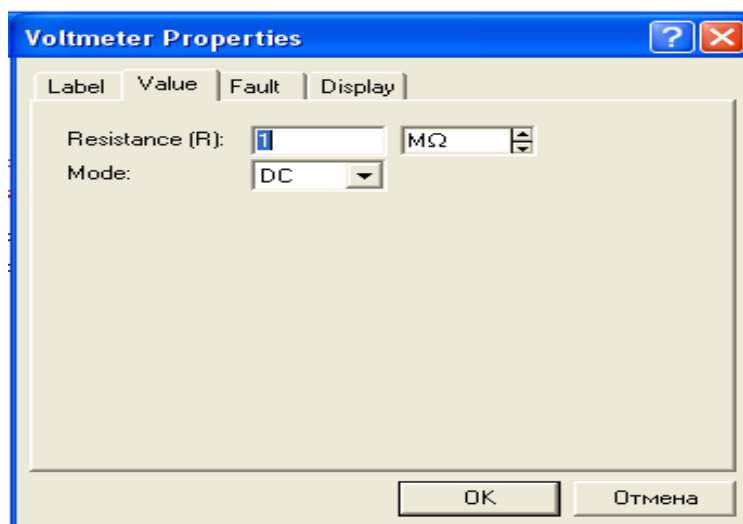 Voltmeter Properties
Label Value Fault Display
Resistance (R): 1 MΩ
Mode: DC
OK Отмена